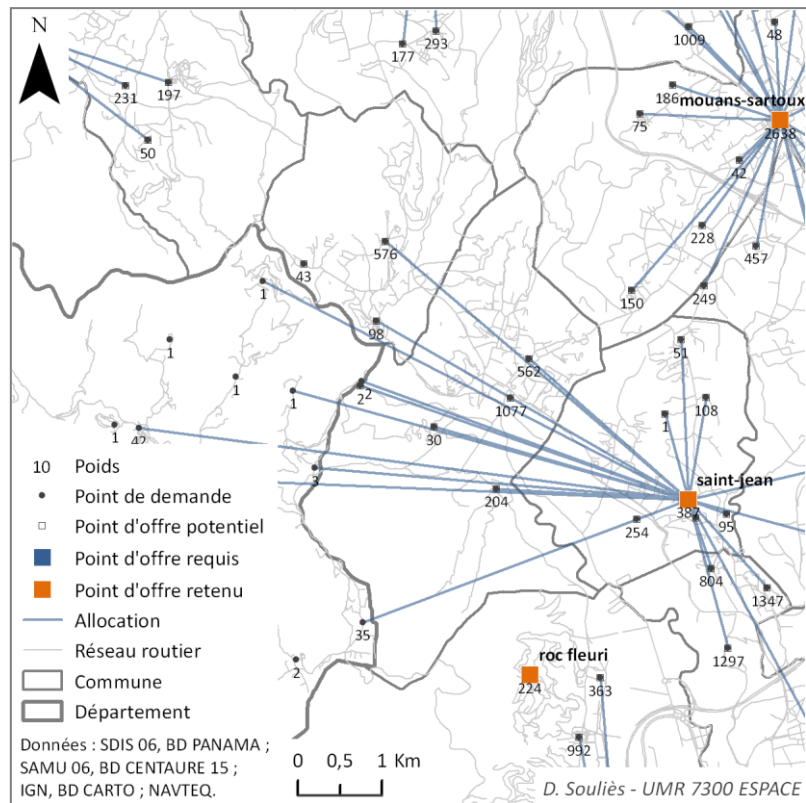 N
293
177
1009
48
231
197
186
mouans-sartoux
75
2638
50
42
228
576
457
43
1
150
249
98
51
1
562
1
1
2
2
1077
108
1
1
42
30
10 Poids
3
saint-jean
Point de demande
204
387
95
Point d'offre potentiel
254
Point d'offre requis
804
Point d'offre retenu
1347
Allocation
35
Réseau routier
roc fleuri
1297
Commune
2
224
363
Département
Données : SDIS 06, BD PANAMA ;
SAMU 06, BD CENTAURE 15 ;
IGN, BD CARTO ; NAVTEQ.
992
0 0,5 1 Km
D. Souliès - UMR 7300 ESPACE